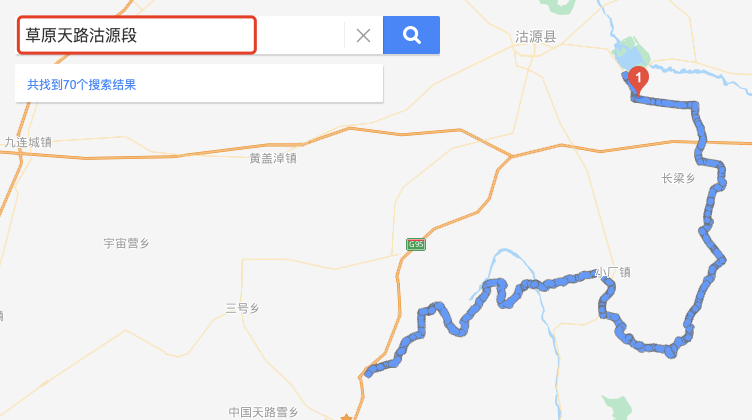 草原天路沽源段
共找到70个搜索结果
沽源县
1
九连城镇
黄盖淖镇
长梁乡
宇宙营乡
G95
小厂镇
三号乡
中国天路雪乡